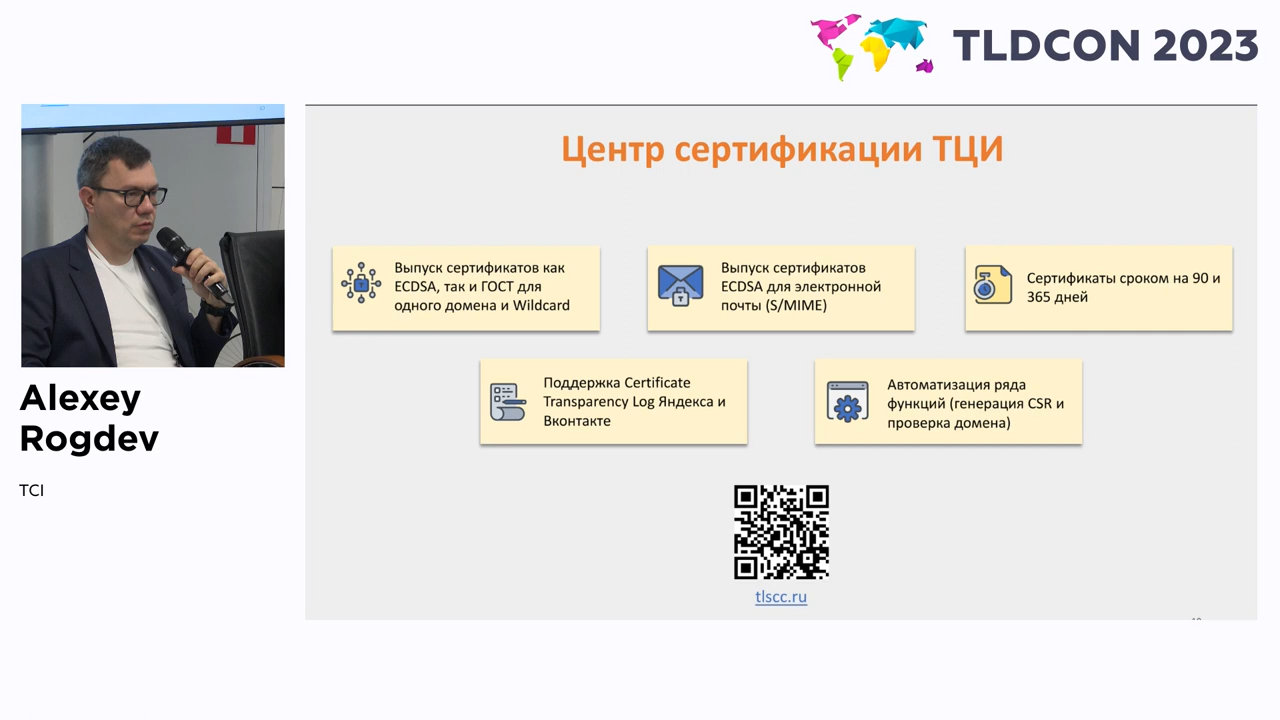 TLDCON 2023
Центр сертификации ТЦИ
Выпуск сертификатов как
ECDSA, так и ГОСТ для
одного домена и Wildcard
Выпуск сертификатов
ECDSA для электронной
почты (S/MIME)
Сертификаты сроком на 90 и
365 дней
Поддержка Certificate
Transparency Log Яндекса и
Вконтакте
Автоматизация ряда
функций (генерация CSR и
проверка домена)
tlscc.ru
Alexey
Rogdev
TCI